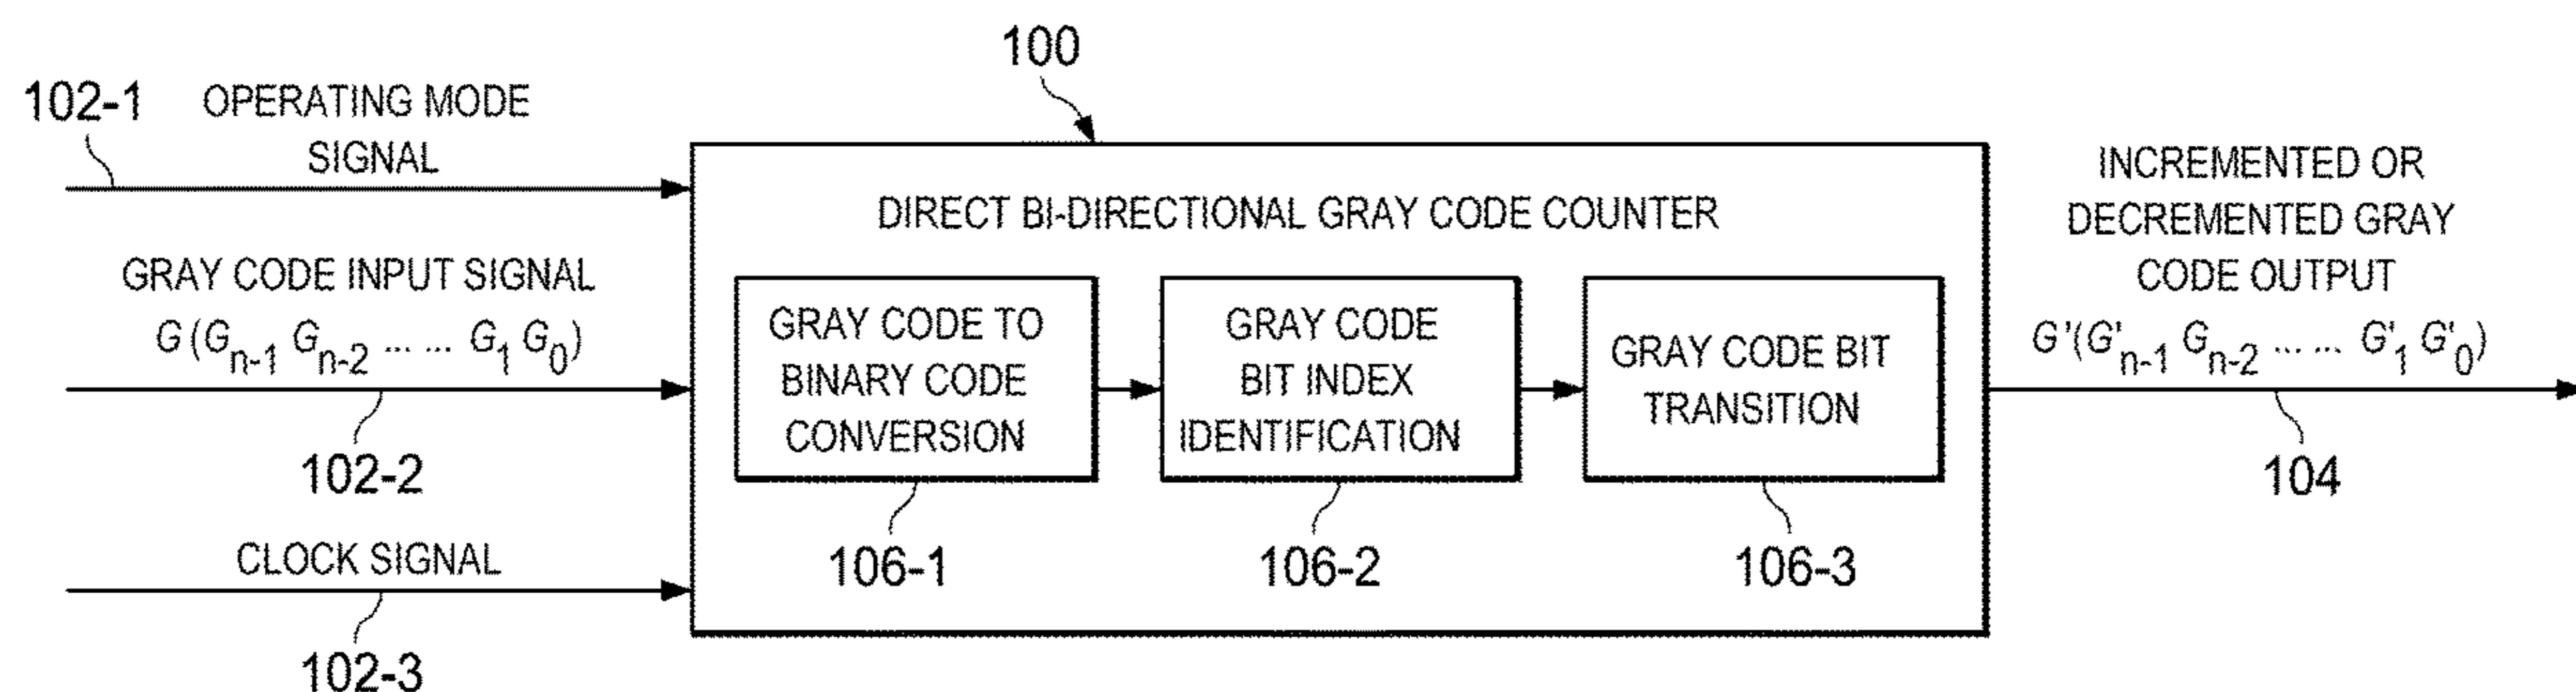 100
102-1
OPERATING MODE
SIGNAL
GRAY CODE INPUT SIGNAL
G (Gn-1 Gn-2 ... ... G1 G0)
102-2
CLOCK SIGNAL
102-3
DIRECT BI-DIRECTIONAL GRAY CODE COUNTER
GRAY CODE TO
BINARY CODE
CONVERSION
106-1
GRAY CODE
BIT INDEX
IDENTIFICATION
106-2
GRAY CODE BIT
TRANSITION
106-3
INCREMENTED OR
DECREMENTED GRAY
CODE OUTPUT
G'(G'n-1 Gn-2 ... ... G'1 G'0)
104